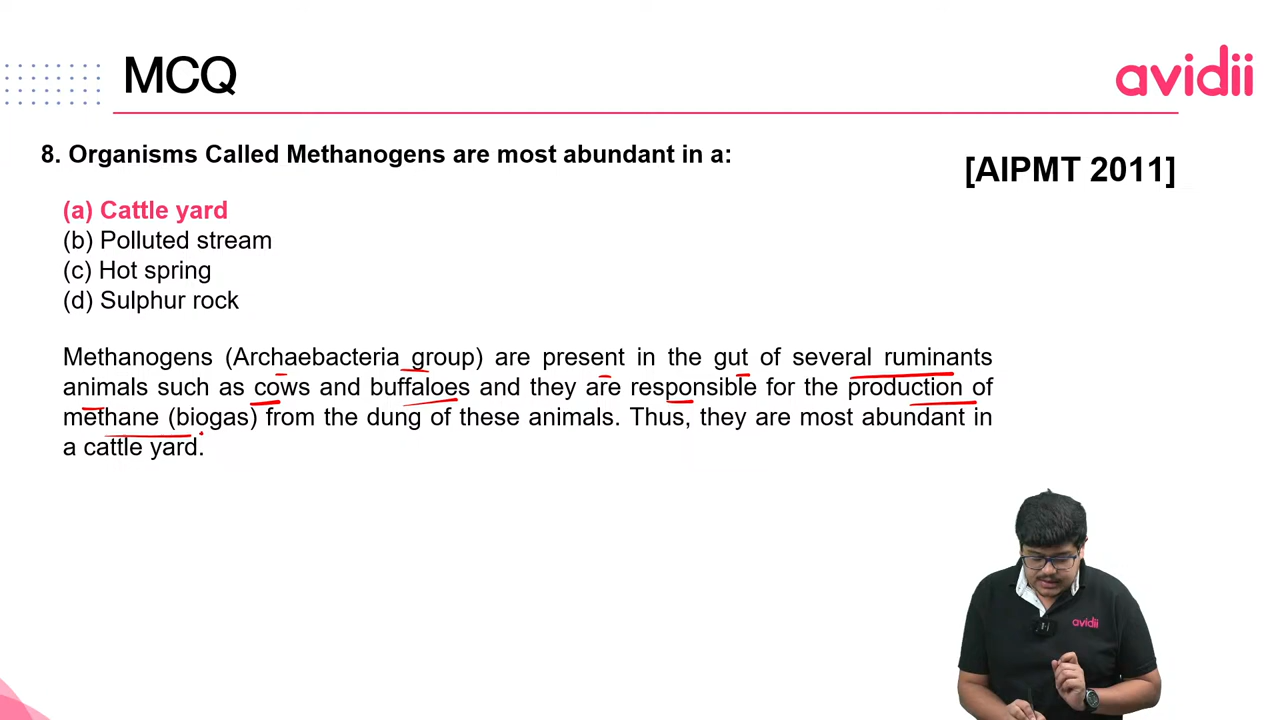 MCQ
avidii
8. Organisms Called Methanogens are most abundant in a:
[AIPMT 2011]
(a) Cattle yard
(b) Polluted stream
(c) Hot spring
(d) Sulphur rock
Methanogens (Archaebacteria group) are present in the gut of several ruminants
animals such as cows and buffaloes and they are responsible for the production of
methane (biogas) from the dung of these animals. Thus, they are most abundant in
a cattle yard.
avidii